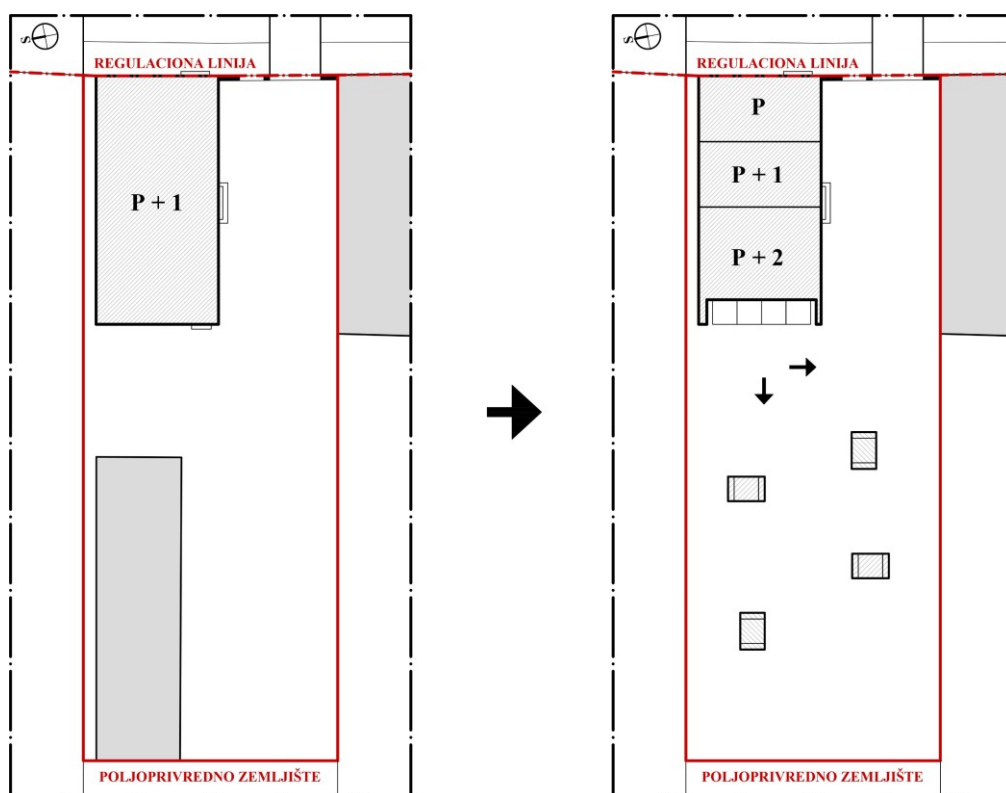 S
REGULACIONA LINIJA
P + 1
POLJOPRIVREDNO ZEMLJIŠTE
S
REGULACIONA LINIJA
P
P + 1
P + 2
POLJOPRIVREDNO ZEMLJIŠTE